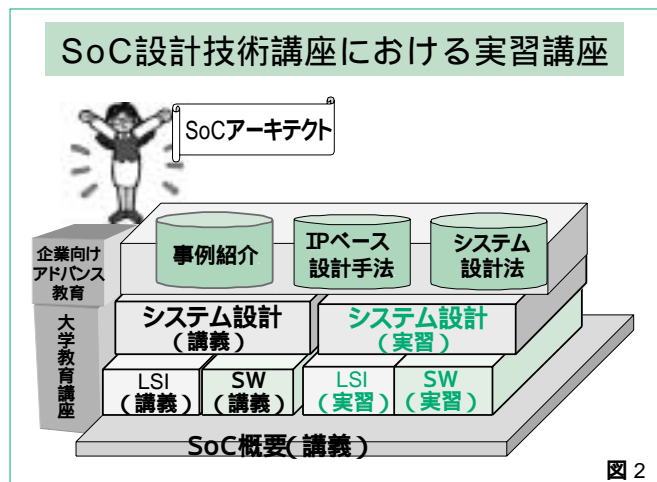 SoC設計技術講座における実習講座
SoCアーキテクト
企業向け
アドバンス
教育
事例紹介
IPベース
設計手法
システム
設計法
大学教育講座
システム設計
(講義)
システム設計
(実習)
LSI
(講義)
SW
(講義)
LSI
(実習)
SW
(実習)
SoC概要(講義)
図2